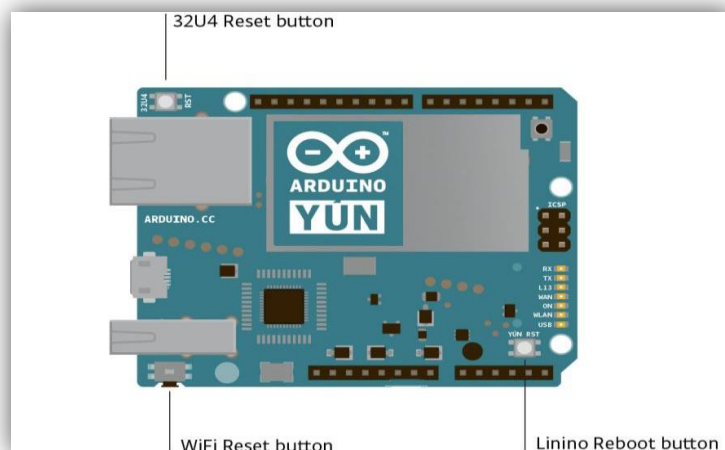 32U4 Reset button
32U4
RST
™
ARDUINO
YÚN
ARDUINO.CC
ICSP
RX
TX
L13
WAN
ON
WLAN
USB
YÚN RST
WiFi Reset button
Linino Reboot button